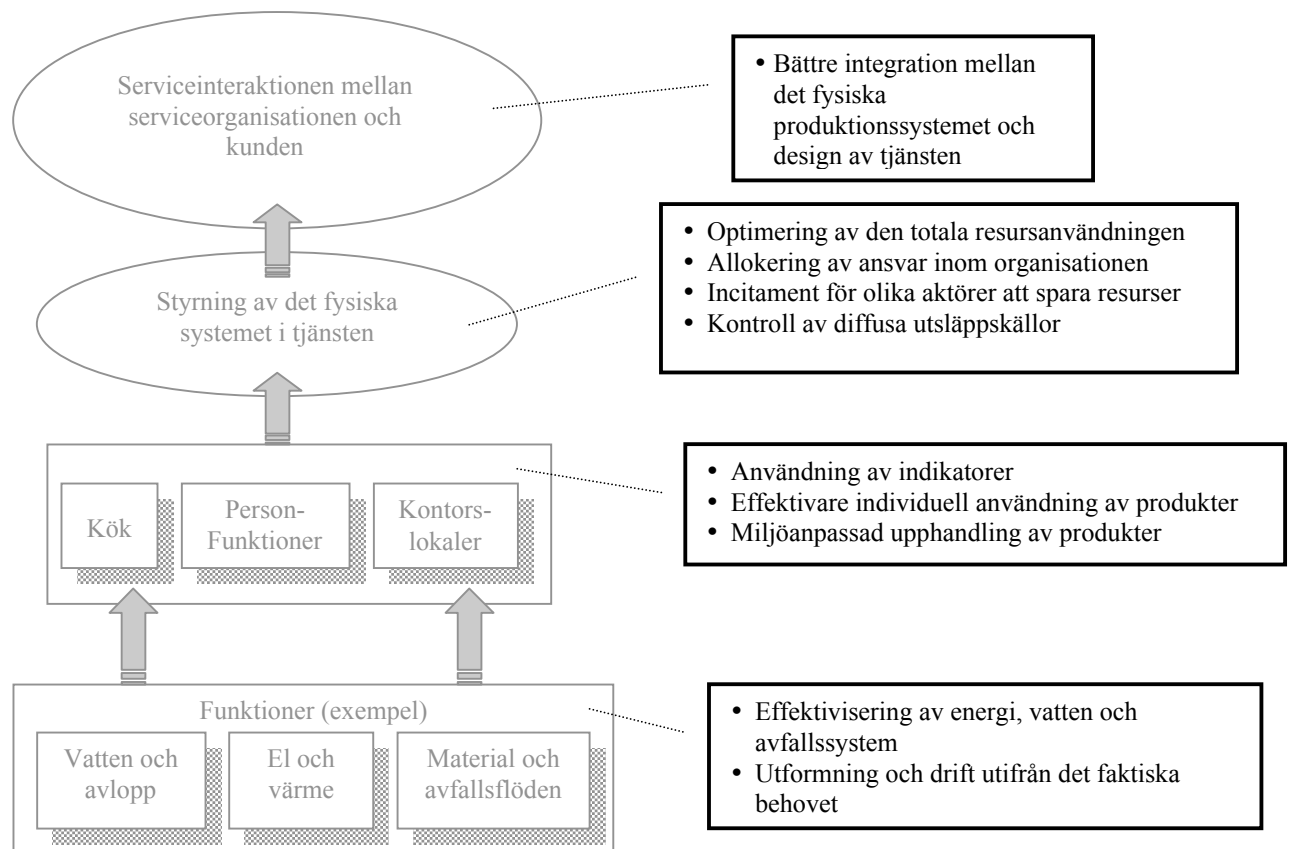 Serviceinteraktionen mellan
serviceorganisationen och
kunden
• Bättre integration mellan
det fysiska
produktionssystemet och
design av tjänsten
Styrning av det fysiska
systemet i tjänsten
• Optimering av den totala resursanvändningen
• Allokering av ansvar inom organisationen
• Incitament för olika aktörer att spara resurser
• Kontroll av diffusa utsläppskällor
Kök
Person-
Funktioner
Kontors-
lokaler
• Användning av indikatorer
• Effektivare individuell användning av produkter
• Miljöanpassad upphandling av produkter
Funktioner (exempel)
Vatten och
avlopp
El och
värme
Material och
avfallsflöden
• Effektivisering av energi, vatten och
avfallssystem
• Utformning och drift utifrån det faktiska
behovet